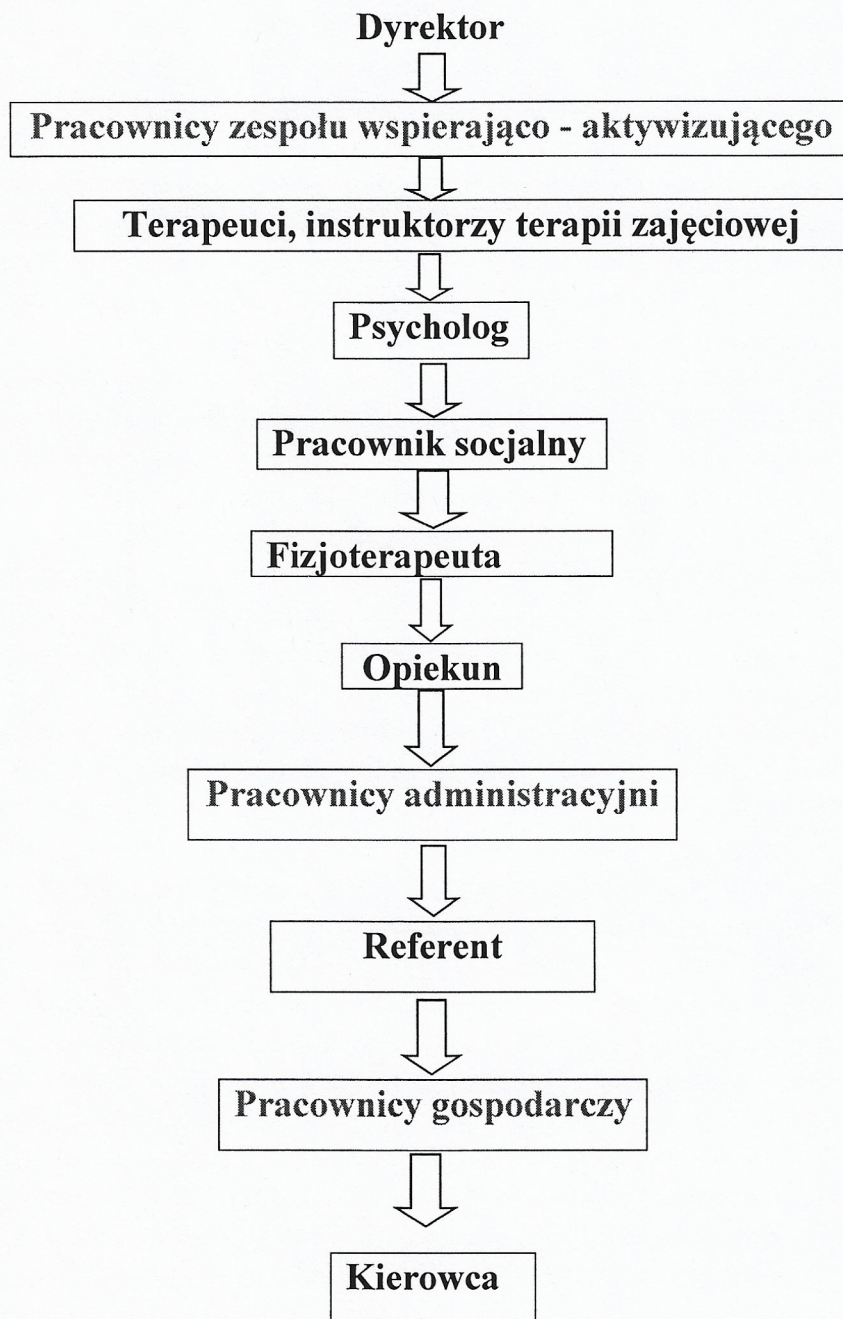 Dyrektor
Pracownicy zespołu wspierająco - aktywizującego
Terapeuci, instruktorzy terapii zajęciowej
Psycholog
Pracownik socjalny
Fizjoterapeuta
Opiekun
Pracownicy administracyjni
Referent
Pracownicy gospodarczy
Kierowca